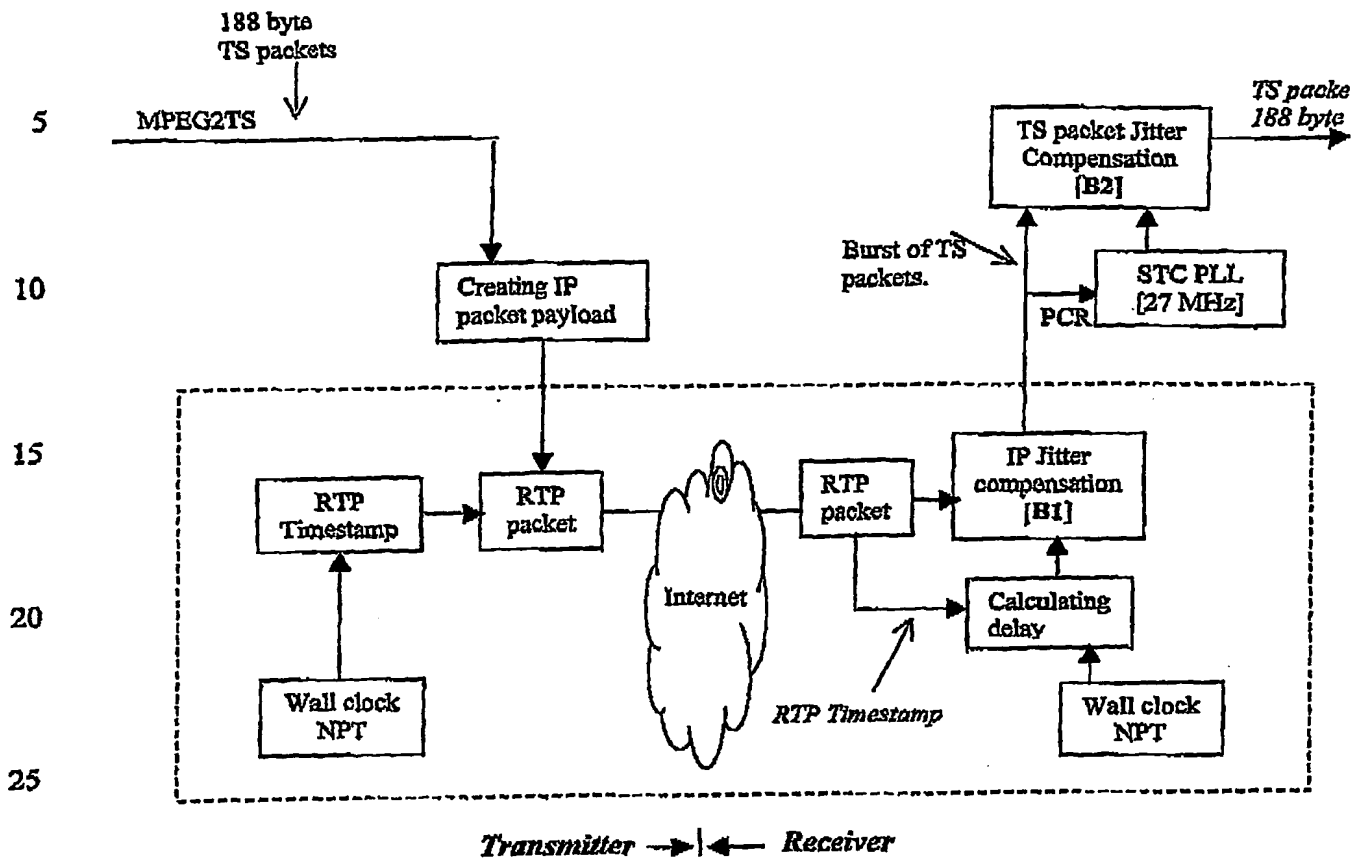 188 byte
TS packets
5
MPEG2TS
TS packe
188 byte
TS packet Jitter
Compensation
[B2]
Burst of TS
packets.
10
Creating IP
packet payload
STC PLL
[27 MHz]
PCR
15
RTP
Timestamp
RTP
packet
RTP
packet
IP Jitter
compensation
[B1]
Internet
20
Calculating
delay
Wall clock
NPT
RTP Timestamp
Wall clock
NPT
25
Transmitter
Receiver